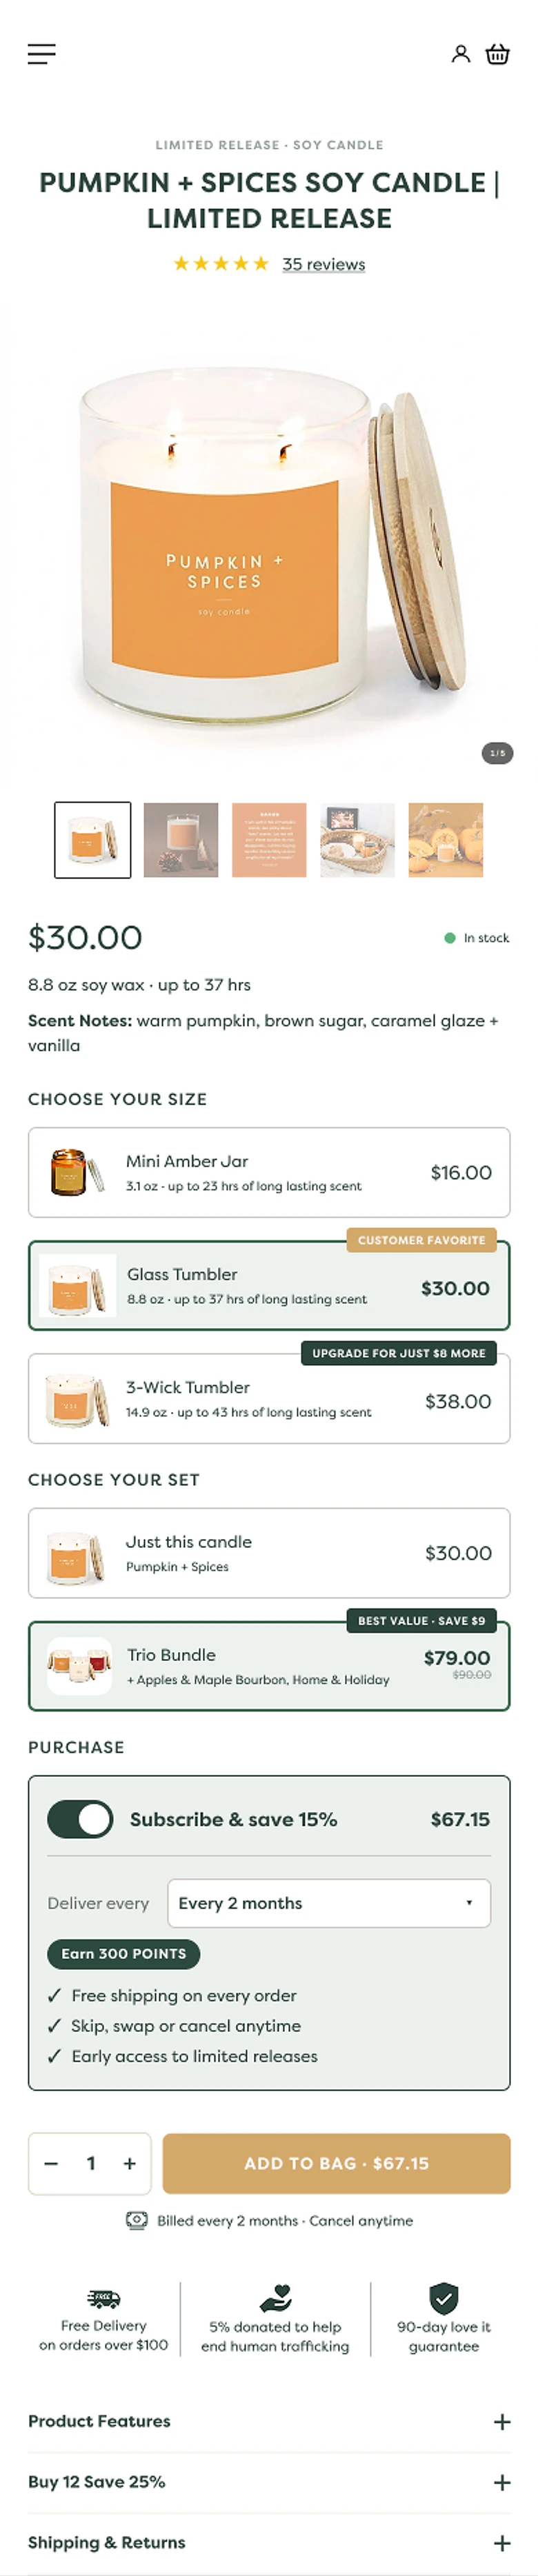 LIMITED RELEASE · SOY CANDLE
PUMPKIN + SPICES SOY CANDLE |
LIMITED RELEASE
★★★★★ 35 reviews
PUMPKIN +
SPICES
soy candle
1/5
$30.00
In stock
8.8 oz soy wax · up to 37 hrs
Scent Notes: warm pumpkin, brown sugar, caramel glaze +
vanilla
CHOOSE YOUR SIZE
Mini Amber Jar
3.1 oz · up to 23 hrs of long lasting scent
$16.00
CUSTOMER FAVORITE
Glass Tumbler
8.8 oz · up to 37 hrs of long lasting scent
$30.00
UPGRADE FOR JUST $8 MORE
3-Wick Tumbler
14.9 oz · up to 43 hrs of long lasting scent
$38.00
CHOOSE YOUR SET
Just this candle
Pumpkin + Spices
$30.00
BEST VALUE · SAVE $9
Trio Bundle
+ Apples & Maple Bourbon, Home & Holiday
$79.00
$90.00
PURCHASE
Subscribe & save 15%
$67.15
Deliver every
Every 2 months
Earn 300 POINTS
✓ Free shipping on every order
✓ Skip, swap or cancel anytime
✓ Early access to limited releases
− 1 +
ADD TO BAG · $67.15
Billed every 2 months · Cancel anytime
FREE
Free Delivery
on orders over $100
5% donated to help
end human trafficking
90-day love it
guarantee
Product Features +
Buy 12 Save 25% +
Shipping & Returns +